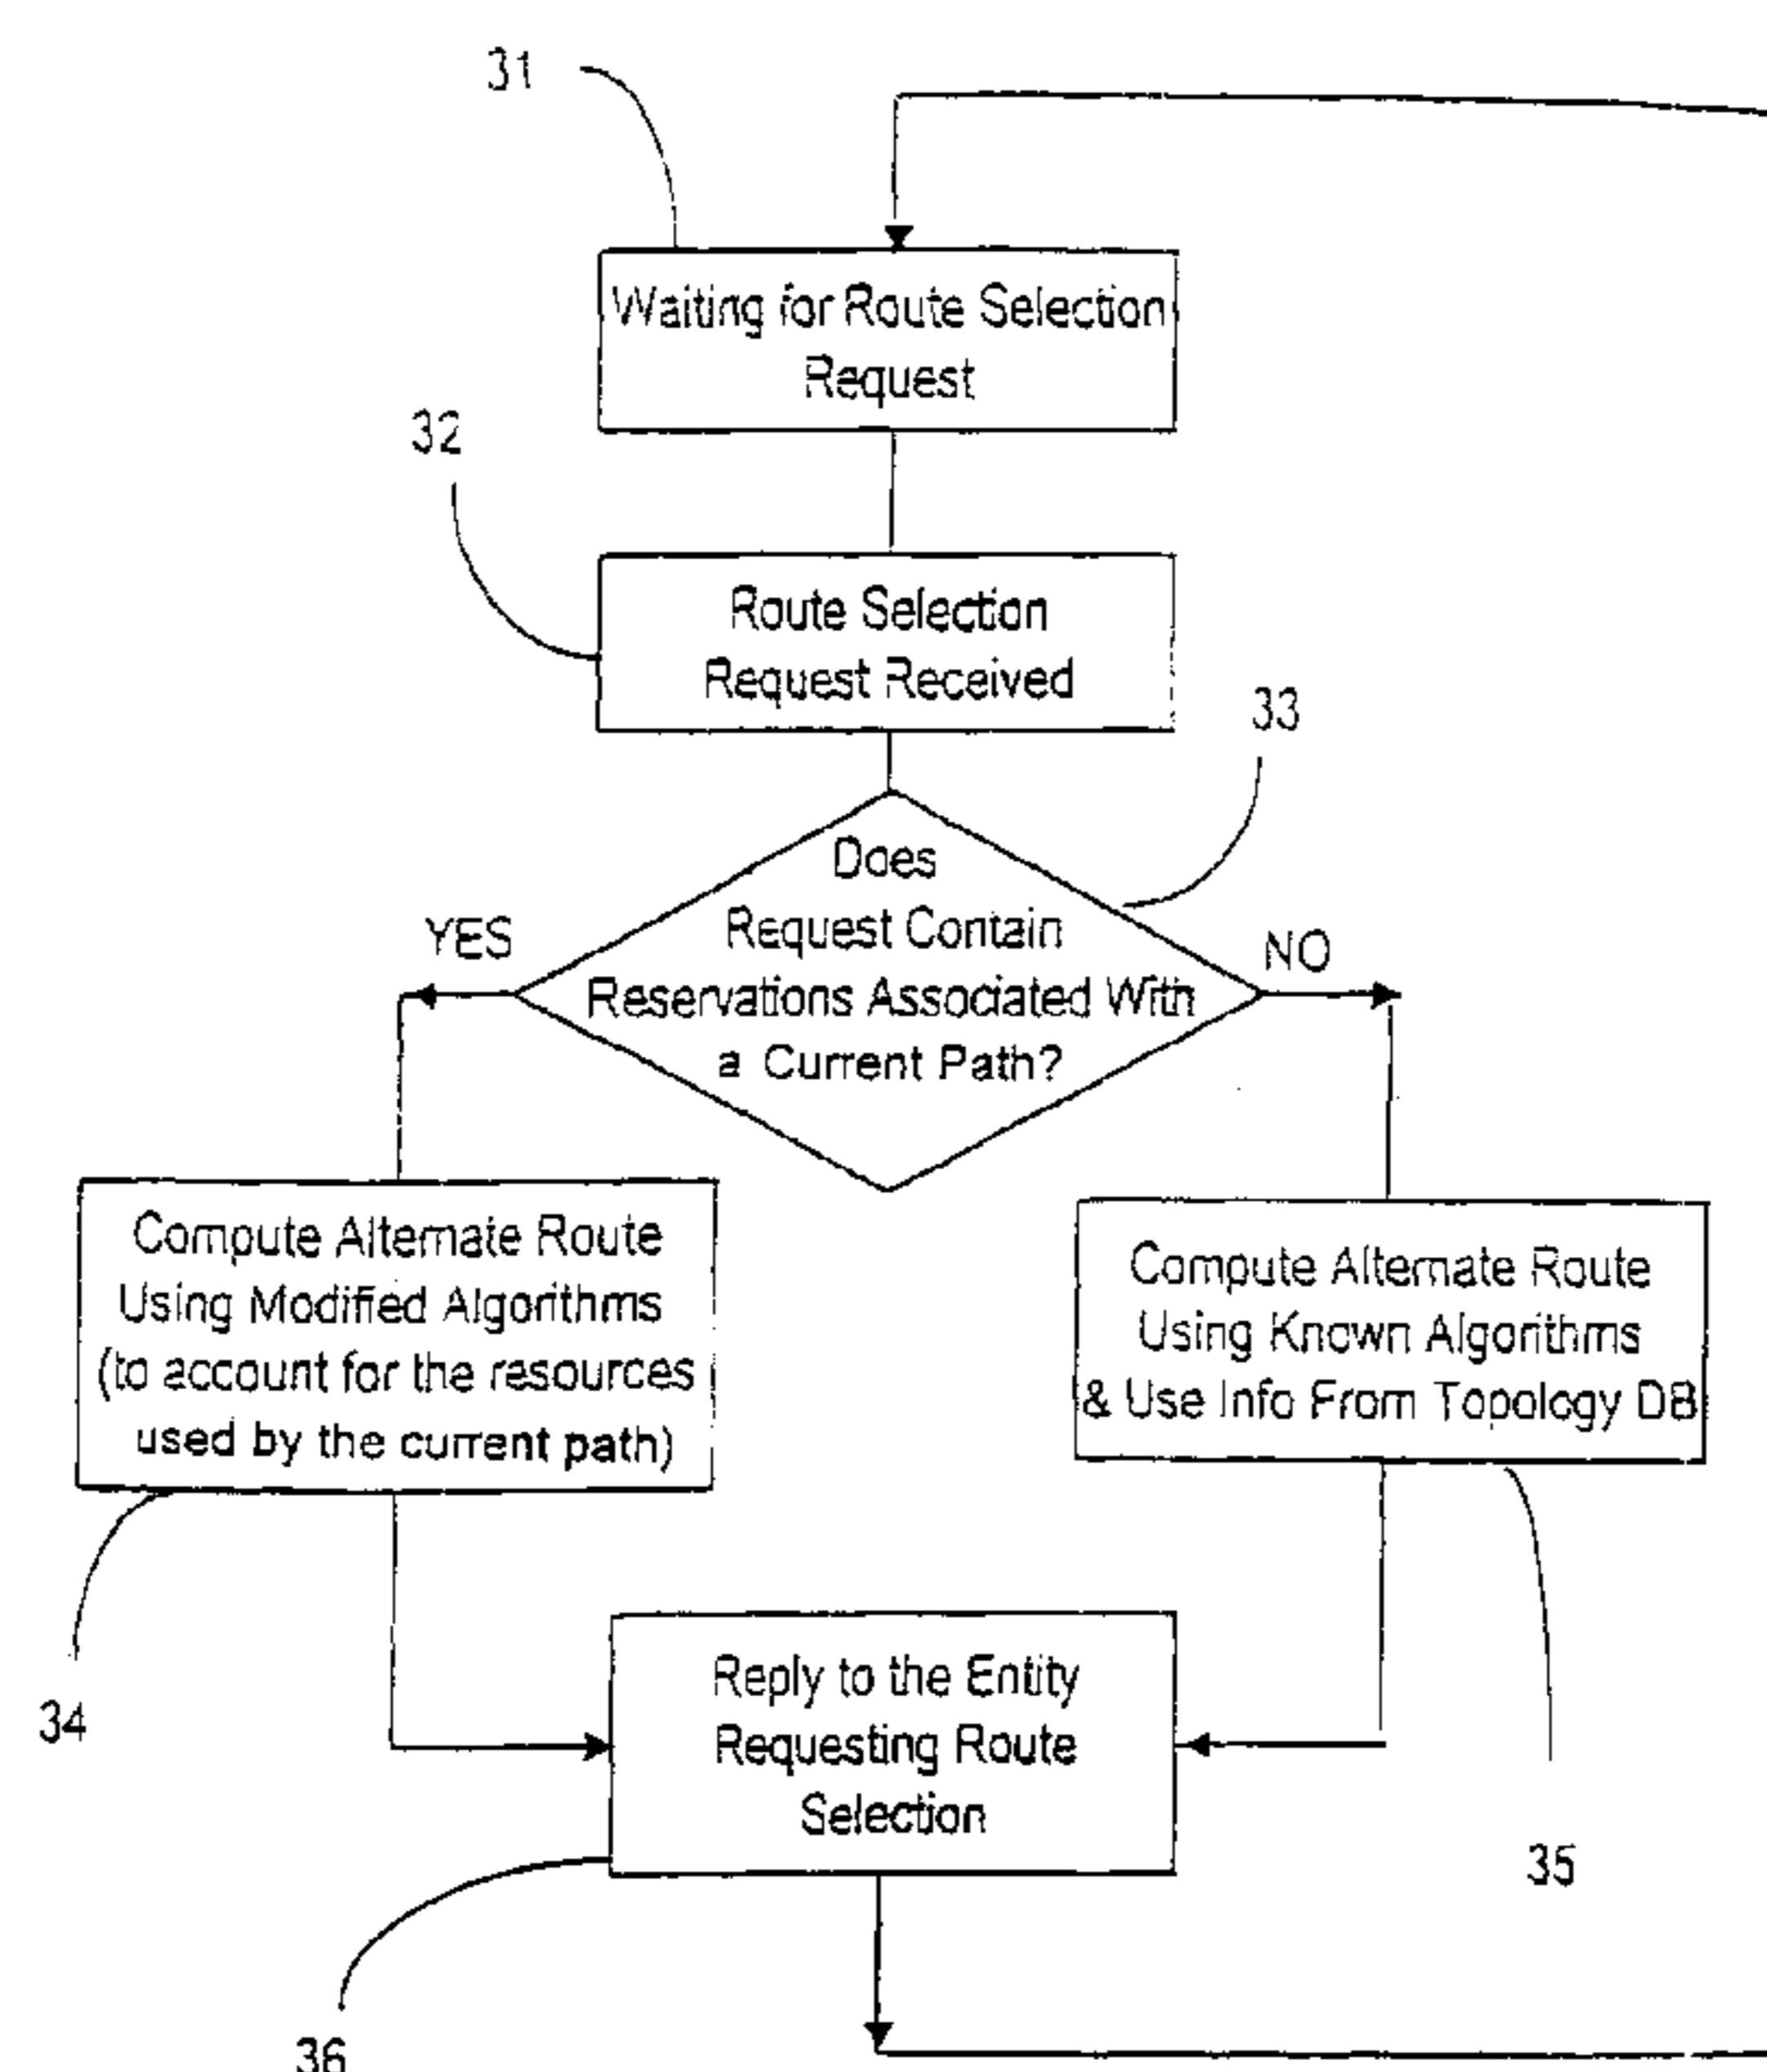 31
Waiting for Route Selection
Request
32
Route Selection
Request Received
33
Does
Request Contain
Reservations Associated With
a Current Path?
YES
NO
Compute Alternate Route
Using Modified Algorithms
(to account for the resources
used by the current path)
Compute Alternate Route
Using Known Algorithms
& Use Info From Topology DB
34
Reply to the Entity
Requesting Route
Selection
35
36